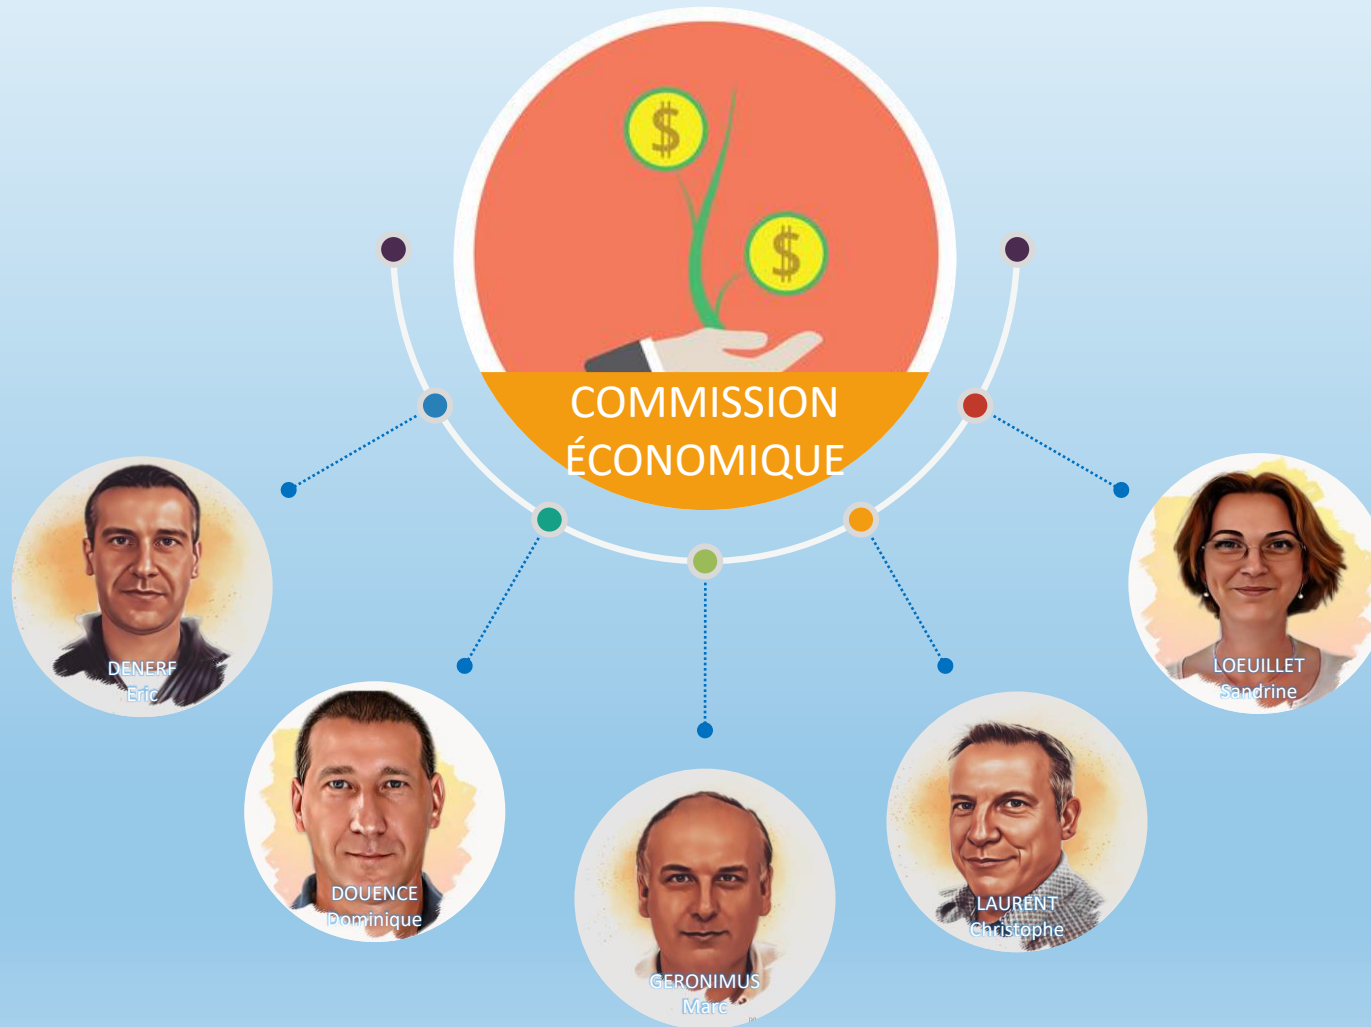 COMMISSION
ÉCONOMIQUE
DENERF
Eric
DOUENCE
Dominique
GERONIMUS
Marc
LAURENT
Christophe
LOEUILLET
Sandrine